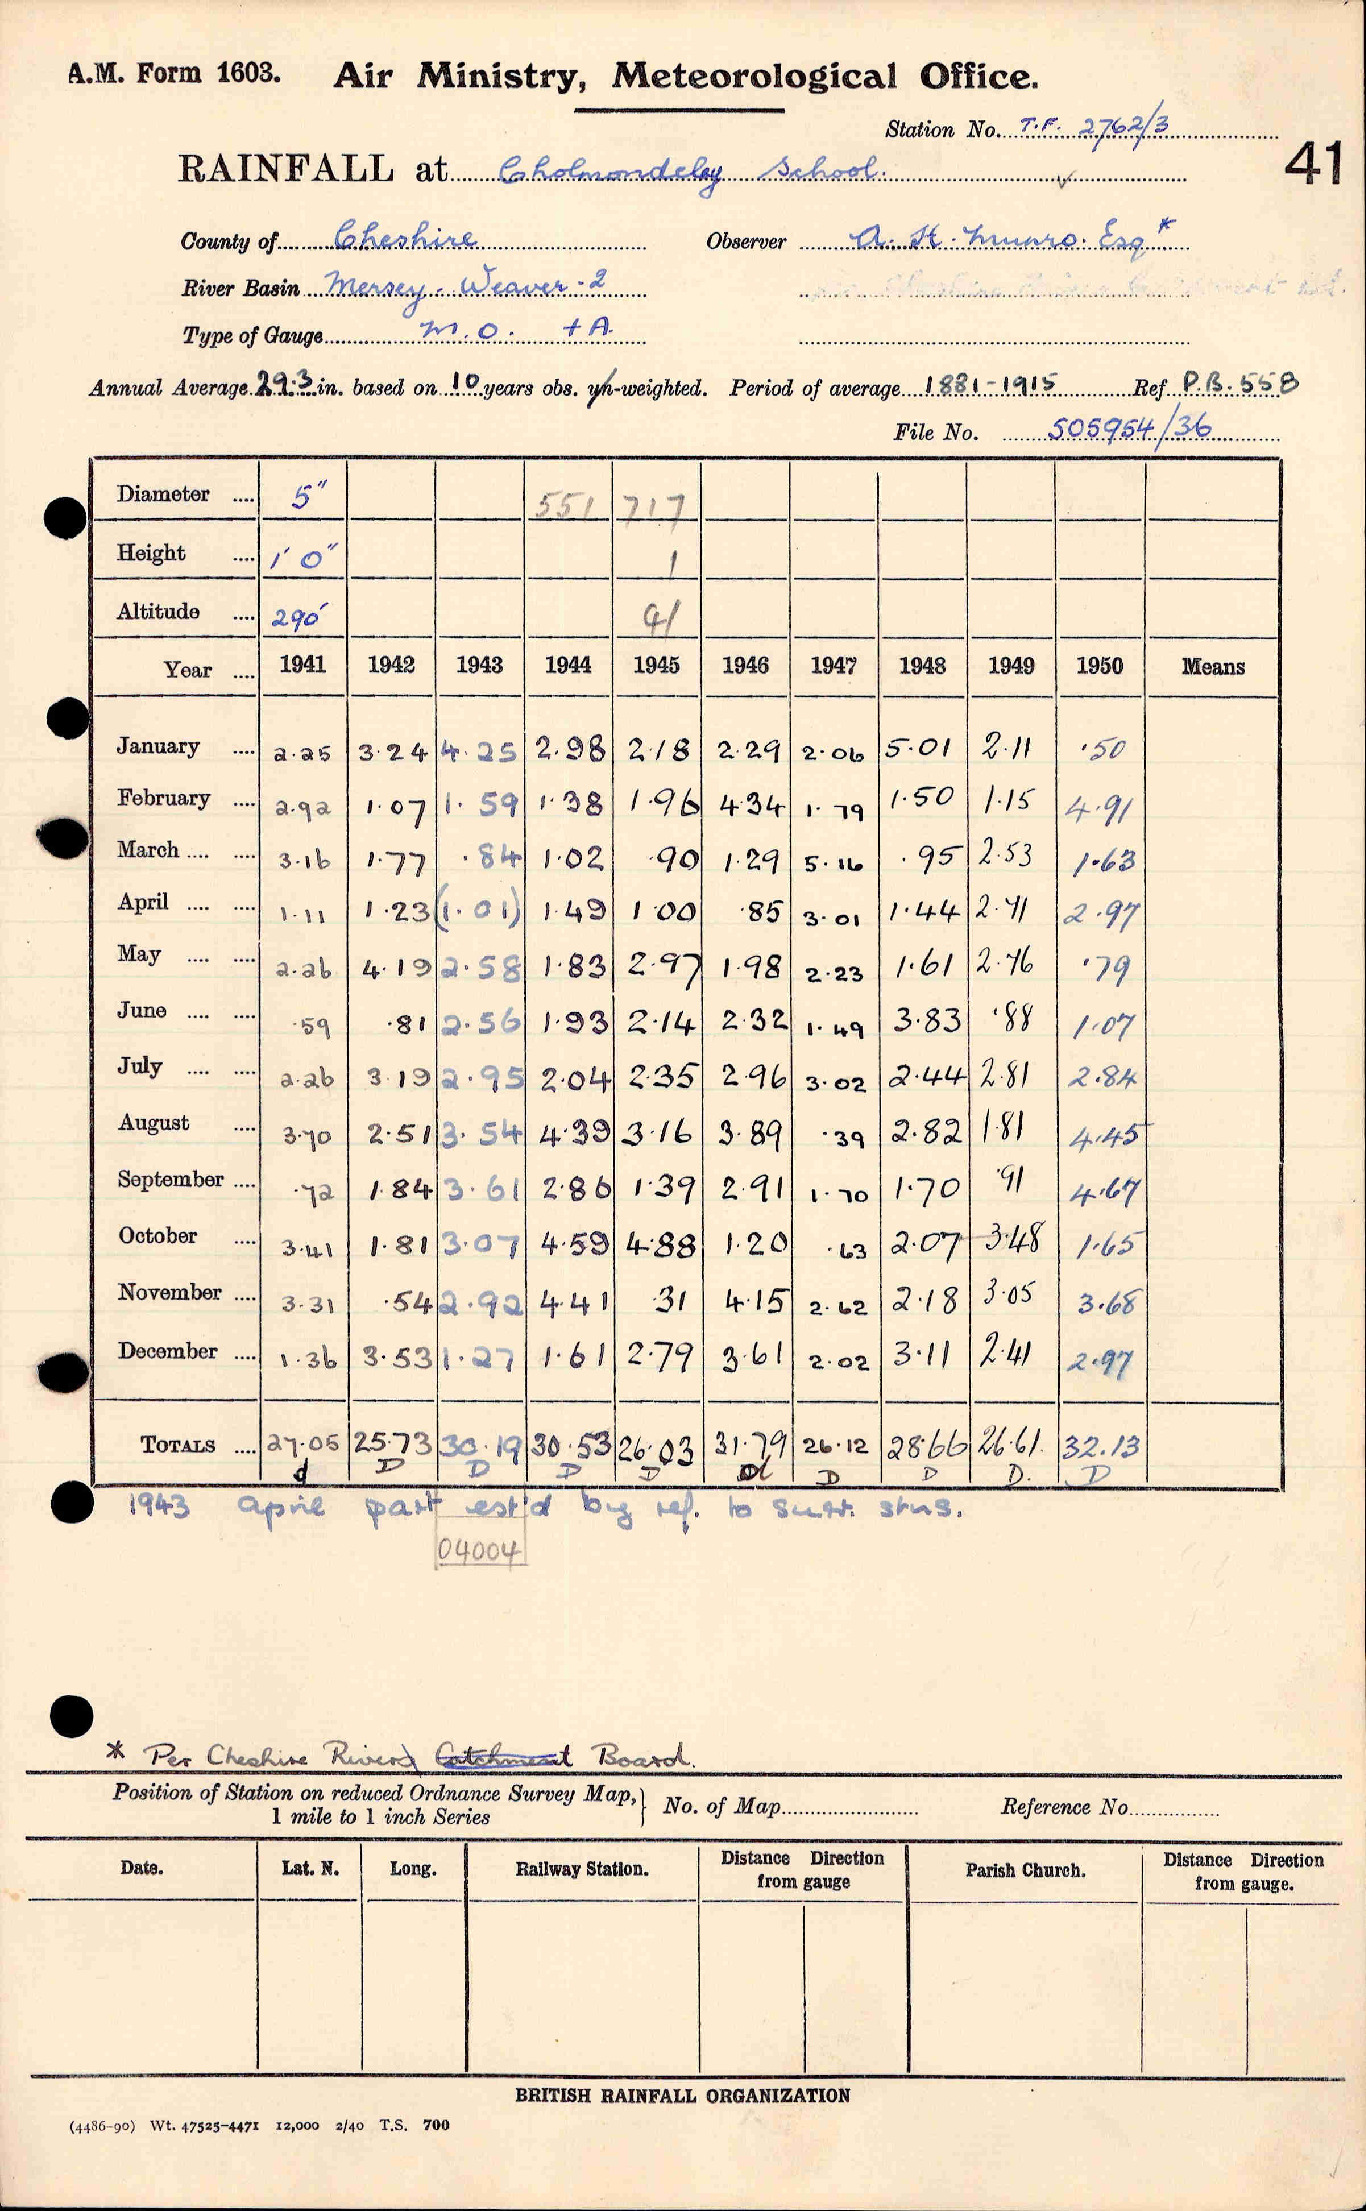 A.M. Form 1603. Air Ministry, Meteorological Office.
Station No. T.F. 2762/3
41
RAINFALL at Cholmondeley School.
County of Cheshire Observer A. H. Munro. Esq *
River Basin Mersey - Weaver - 2
Type of Gauge M.O. + A
Annual Average 29.3 in. based on 10 years obs. un-weighted. Period of average 1881-1915 Ref P.B. 558
File No. 505954/36
Diameter .... 5" 551 717
Height .... 1' 0" 1
Altitude .... 290' 41
Year .... 1941 1942 1943 1944 1945 1946 1947 1948 1949 1950 Means
January .... 2.25 3.24 4.25 2.98 2.18 2.29 2.06 5.01 2.11 .50
February .... 2.92 1.07 1.59 1.38 1.96 4.34 1.79 1.50 1.15 4.91
March .... .... 3.16 1.77 .84 1.02 .90 1.29 5.16 .95 2.53 1.63
April .... .... 1.11 1.23 (1.01) 1.49 1.00 .85 3.01 1.44 2.71 2.97
May .... .... 2.26 4.19 2.58 1.83 2.97 1.98 2.23 1.61 2.76 .79
June .... .... .59 .81 2.56 1.93 2.14 2.32 1.49 3.83 .88 1.07
July .... .... 2.26 3.19 2.95 2.04 2.35 2.96 3.02 2.44 2.81 2.84
August .... 3.70 2.51 3.54 4.39 3.16 3.89 .39 2.82 1.81 4.45
September .... .72 1.84 3.61 2.86 1.39 2.91 1.70 1.70 .91 4.67
October .... 3.41 1.81 3.07 4.59 4.88 1.20 .63 2.07 3.48 1.65
November .... 3.31 .54 2.92 4.41 .31 4.15 2.62 2.18 3.05 3.68
December .... 1.36 3.53 1.27 1.61 2.79 3.61 2.02 3.11 2.41 2.97
TOTALS .... 27.05 25.73 30.19 30.53 26.03 31.79 26.12 28.66 26.61 32.13
d D D D D d D D D. D
1943 April part est'd by ref. to surr. stns.
04004
* Per Cheshire Rivers Catchment Board.
Position of Station on reduced Ordnance Survey Map, 1 mile to 1 inch Series } No. of Map Reference No.
Date. Lat. N. Long. Railway Station. Distance Direction from gauge Parish Church. Distance Direction from gauge.
BRITISH RAINFALL ORGANIZATION
(4486-90) Wt. 47525-4471 12,000 2/40 T.S. 700